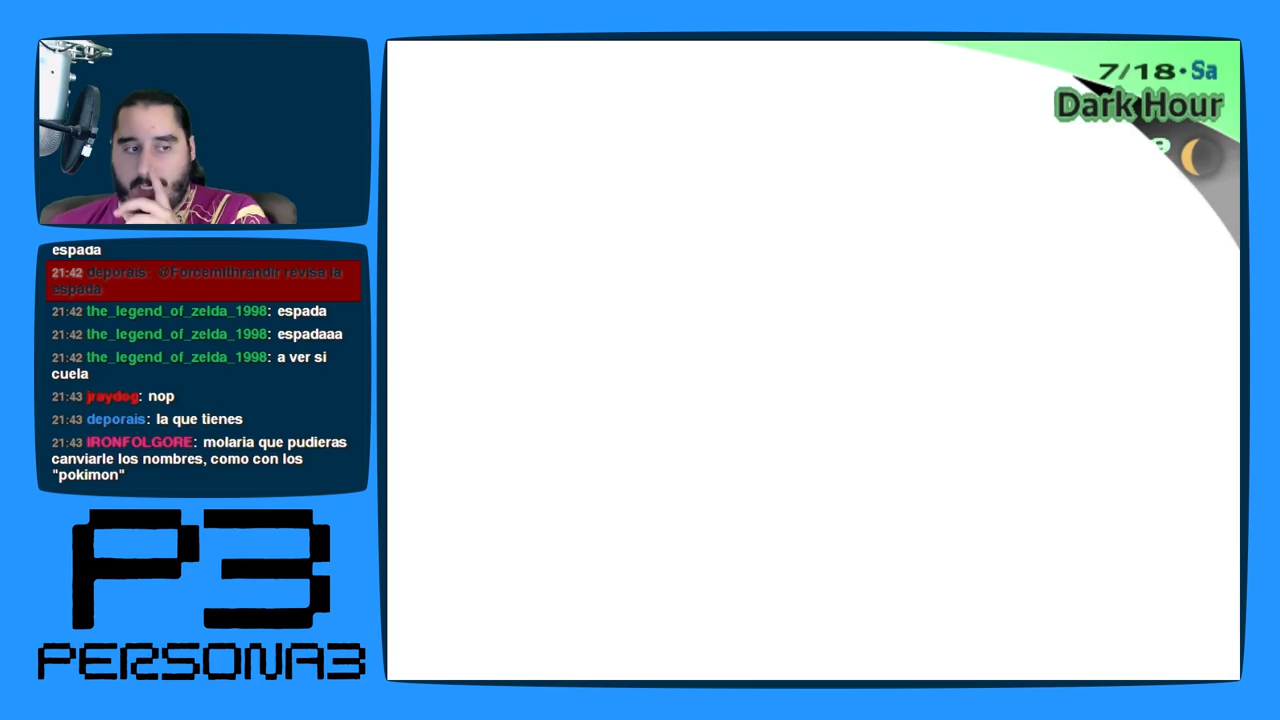 espada
21:42 deporais: @Forcemithrandir revisa la
espada
21:42 the_legend_of_zelda_1998: espada
21:42 the_legend_of_zelda_1998: espadaaa
21:42 the_legend_of_zelda_1998: a ver si
cuela
21:43 jraydog: nop
21:43 deporais: la que tienes
21:43 IRONFOLGORE: molaria que pudieras
canviarle los nombres, como con los
"pokimon"
P3
PERSONA3
7/18·Sa
Dark Hour